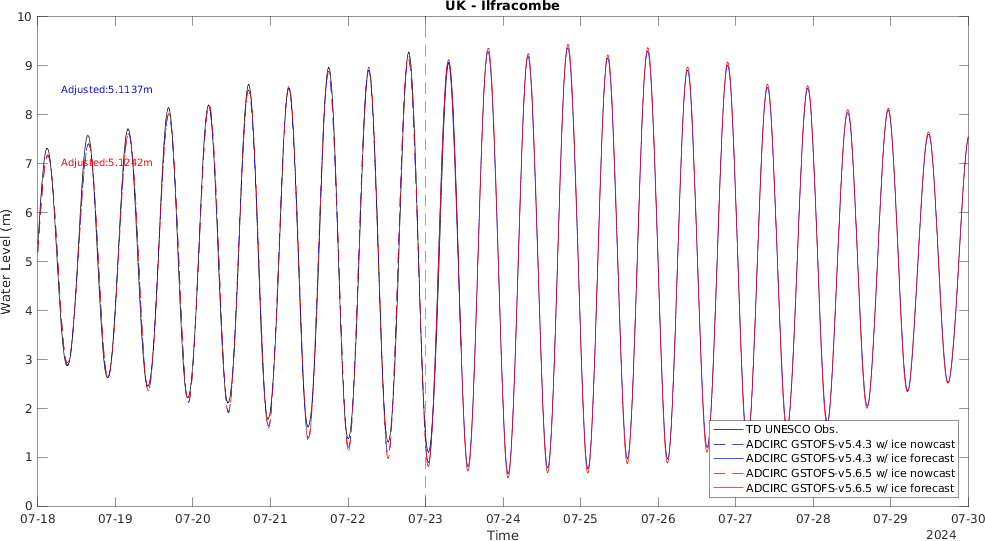 UK - Ilfracombe
10
9
8
7
6
5
4
3
2
1
0
Water Level (m)
Adjusted:5.1137m
Adjusted:5.1242m
TD UNESCO Obs.
ADCIRC GSTOFS-v5.4.3 w/ ice nowcast
ADCIRC GSTOFS-v5.4.3 w/ ice forecast
ADCIRC GSTOFS-v5.6.5 w/ ice nowcast
ADCIRC GSTOFS-v5.6.5 w/ ice forecast
07-18 07-19 07-20 07-21 07-22 07-23 07-24 07-25 07-26 07-27 07-28 07-29 07-30
Time
2024